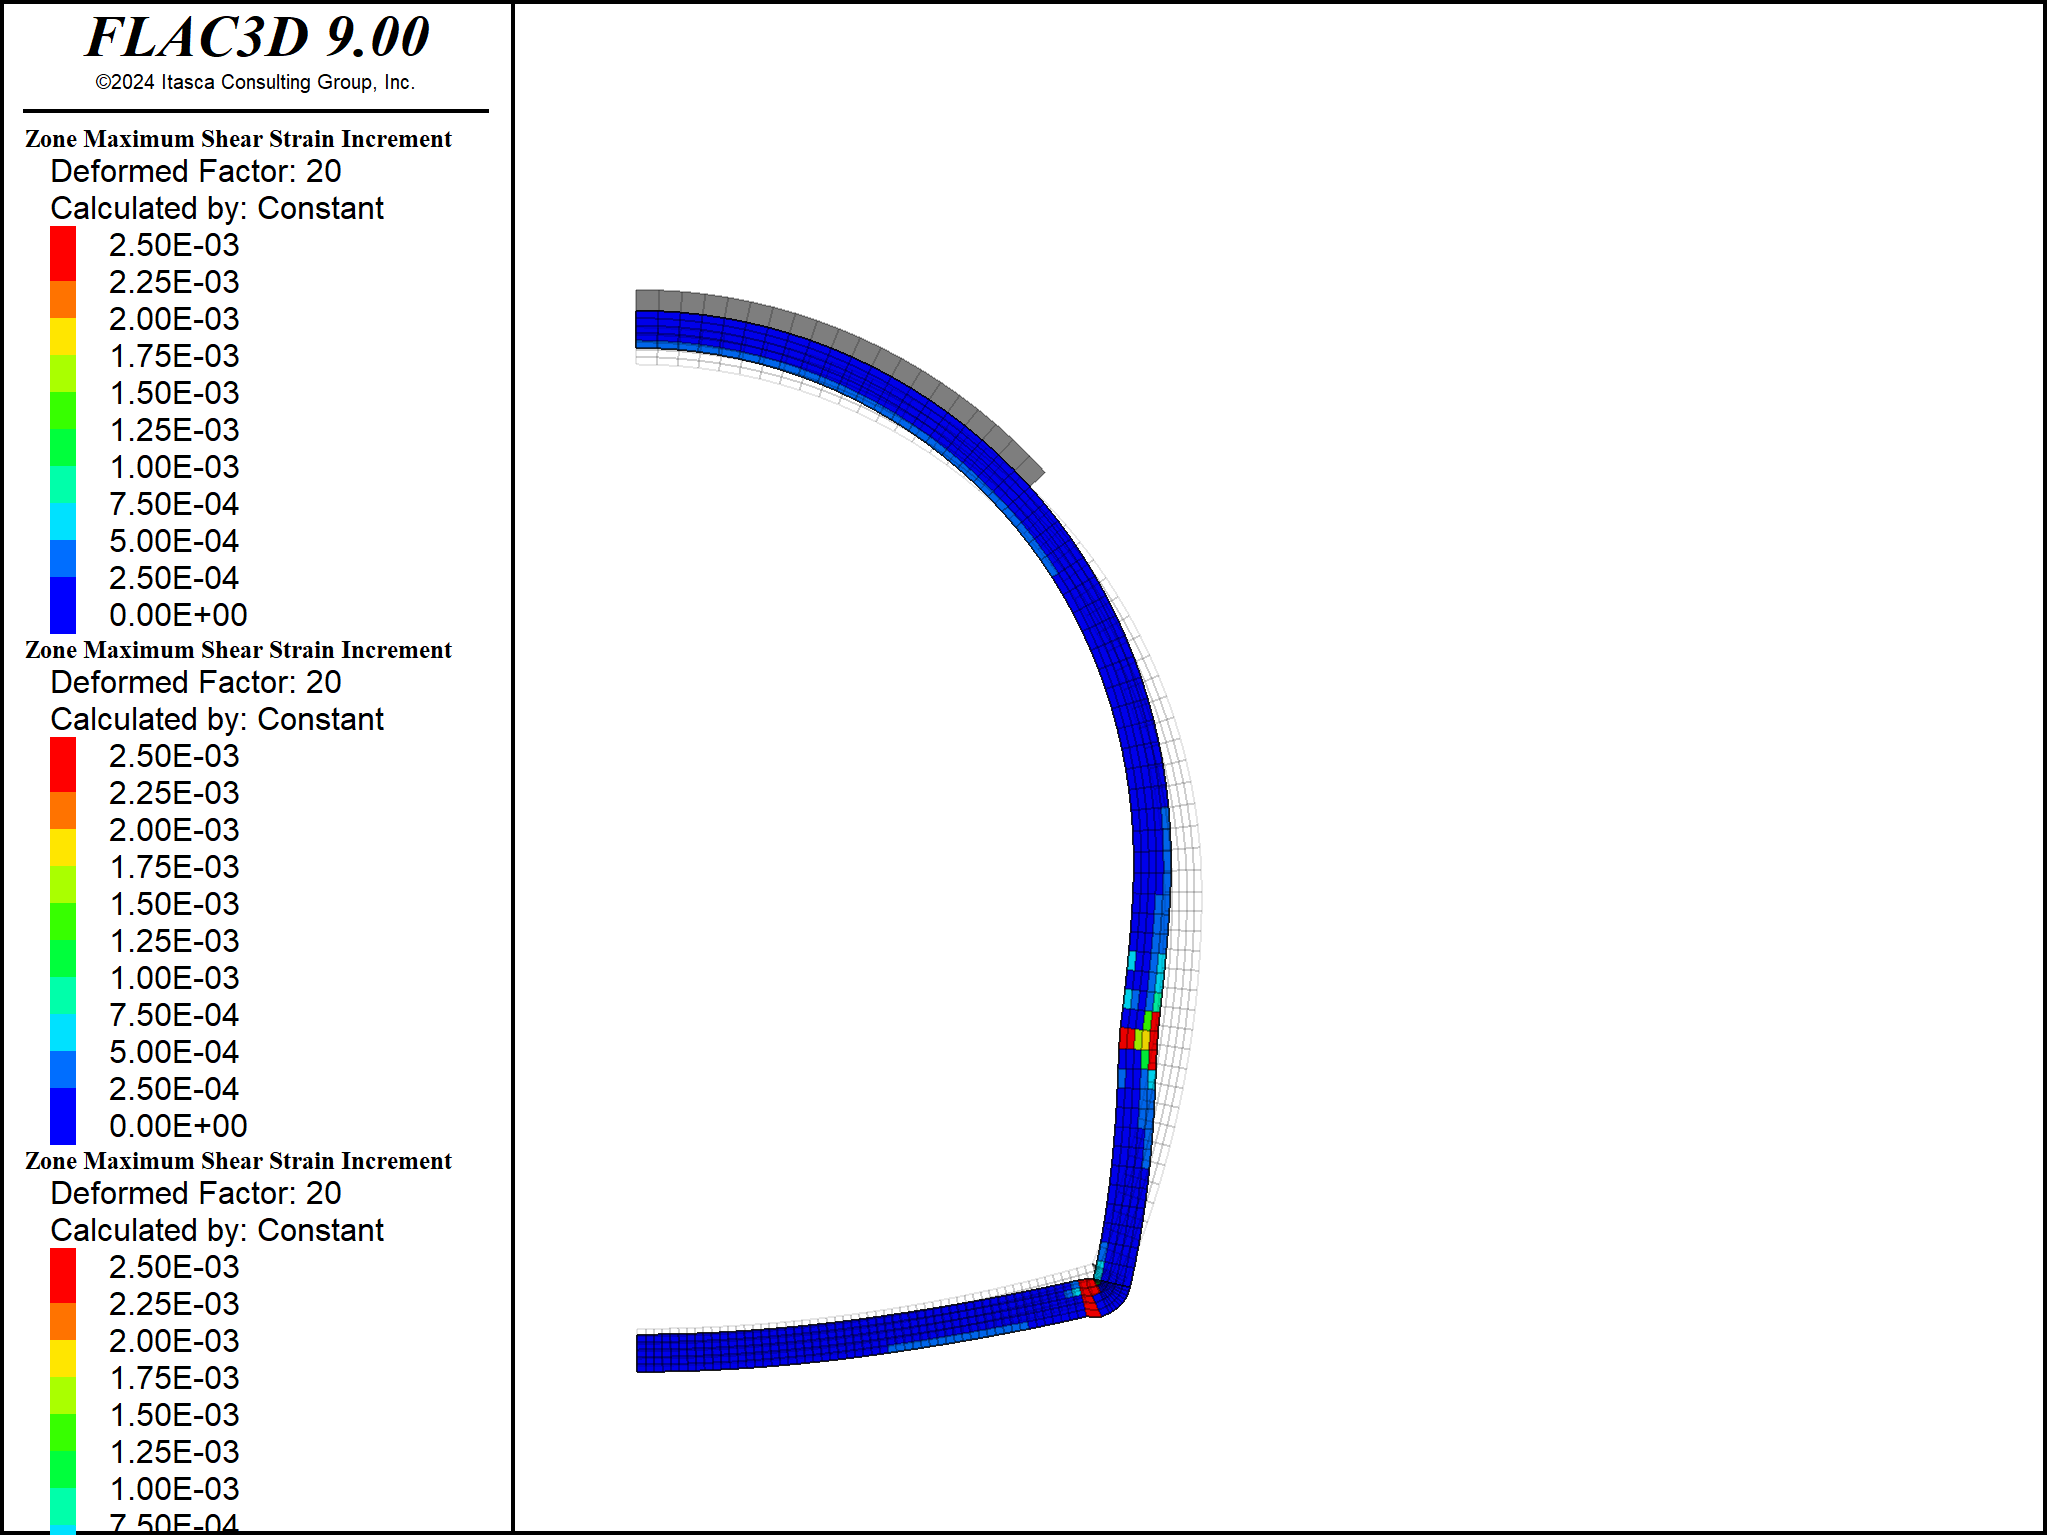 FLAC3D 9.00
©2024 Itasca Consulting Group, Inc.
Zone Maximum Shear Strain Increment
Deformed Factor: 20
Calculated by: Constant
2.50E-03
2.25E-03
2.00E-03
1.75E-03
1.50E-03
1.25E-03
1.00E-03
7.50E-04
5.00E-04
2.50E-04
0.00E+00
Zone Maximum Shear Strain Increment
Deformed Factor: 20
Calculated by: Constant
2.50E-03
2.25E-03
2.00E-03
1.75E-03
1.50E-03
1.25E-03
1.00E-03
7.50E-04
5.00E-04
2.50E-04
0.00E+00
Zone Maximum Shear Strain Increment
Deformed Factor: 20
Calculated by: Constant
2.50E-03
2.25E-03
2.00E-03
1.75E-03
1.50E-03
1.25E-03
1.00E-03
7.50E-04